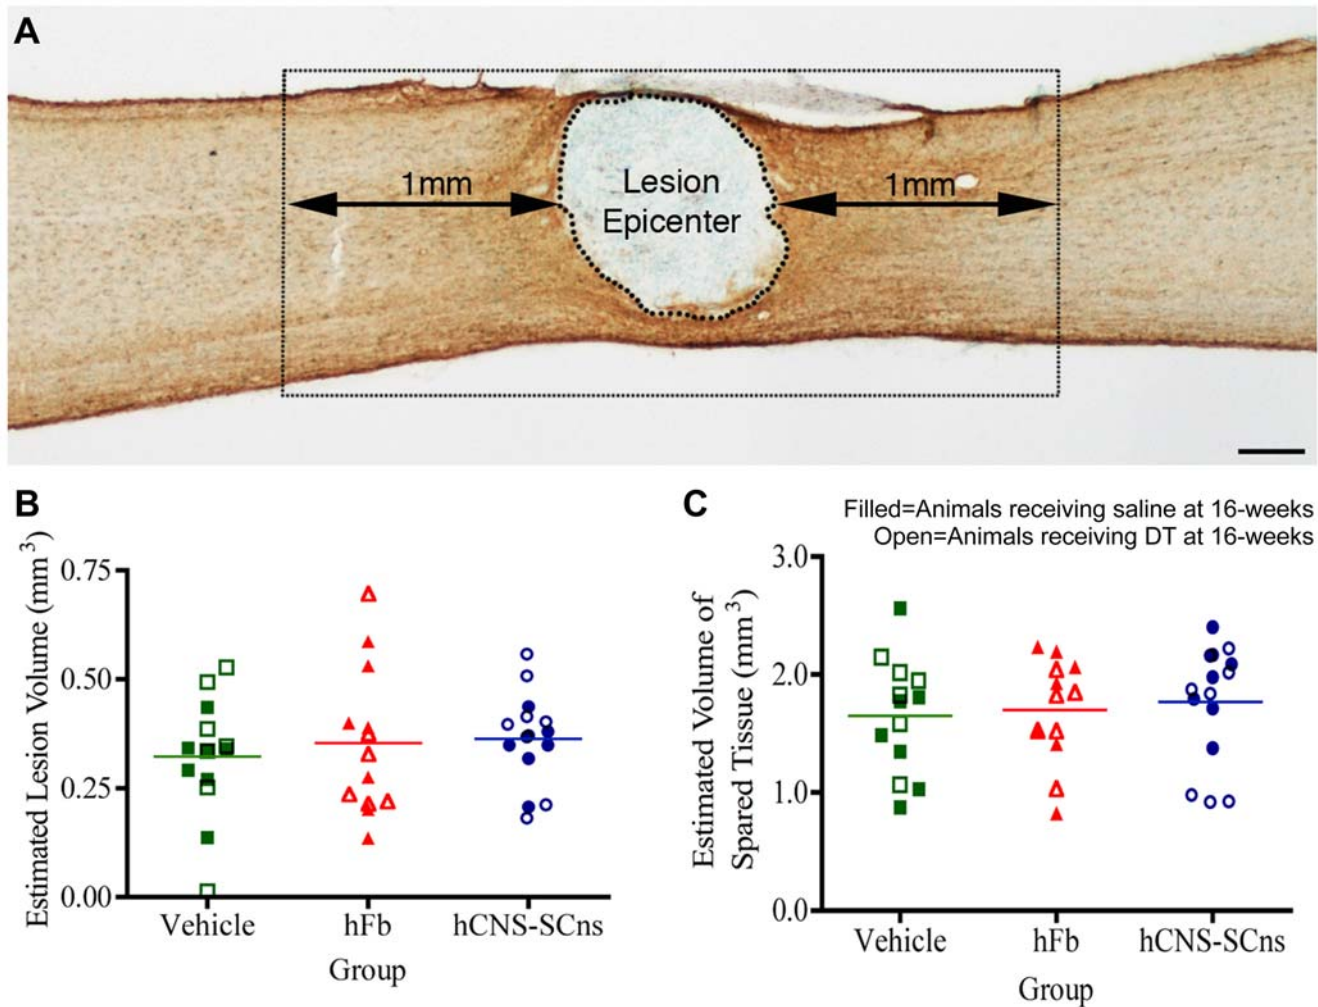 A
1mm
Lesion
Epicenter
1mm
B
Estimated Lesion Volume (mm³)
0.75
0.50
0.25
0.00
Vehicle
hFb
hCNS-SCns
Group
C
Filled=Animals receiving saline at 16-weeks
Open=Animals receiving DT at 16-weeks
Estimated Volume of
Spared Tissue (mm³)
3.0
2.0
1.0
0.0
Vehicle
hFb
hCNS-SCns
Group